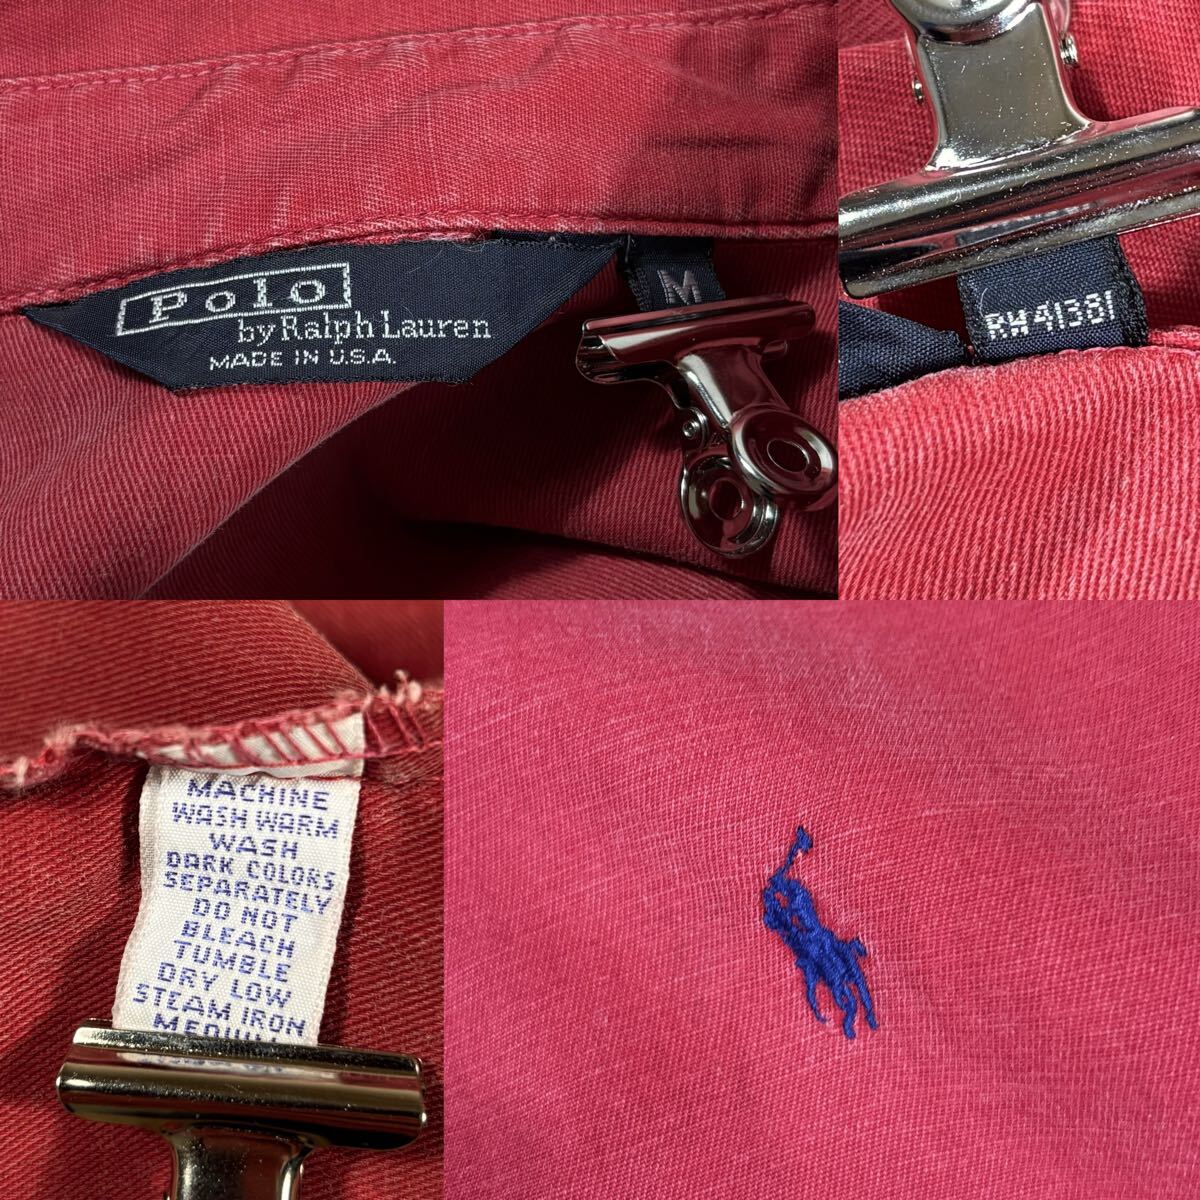 Polo
by Ralph Lauren
MADE IN U.S.A.
M
RW41381
MACHINE
WASH WARM
WASH
DARK COLORS
SEPARATELY
DO NOT
BLEACH
TUMBLE
DRY LOW
STEAM IRON